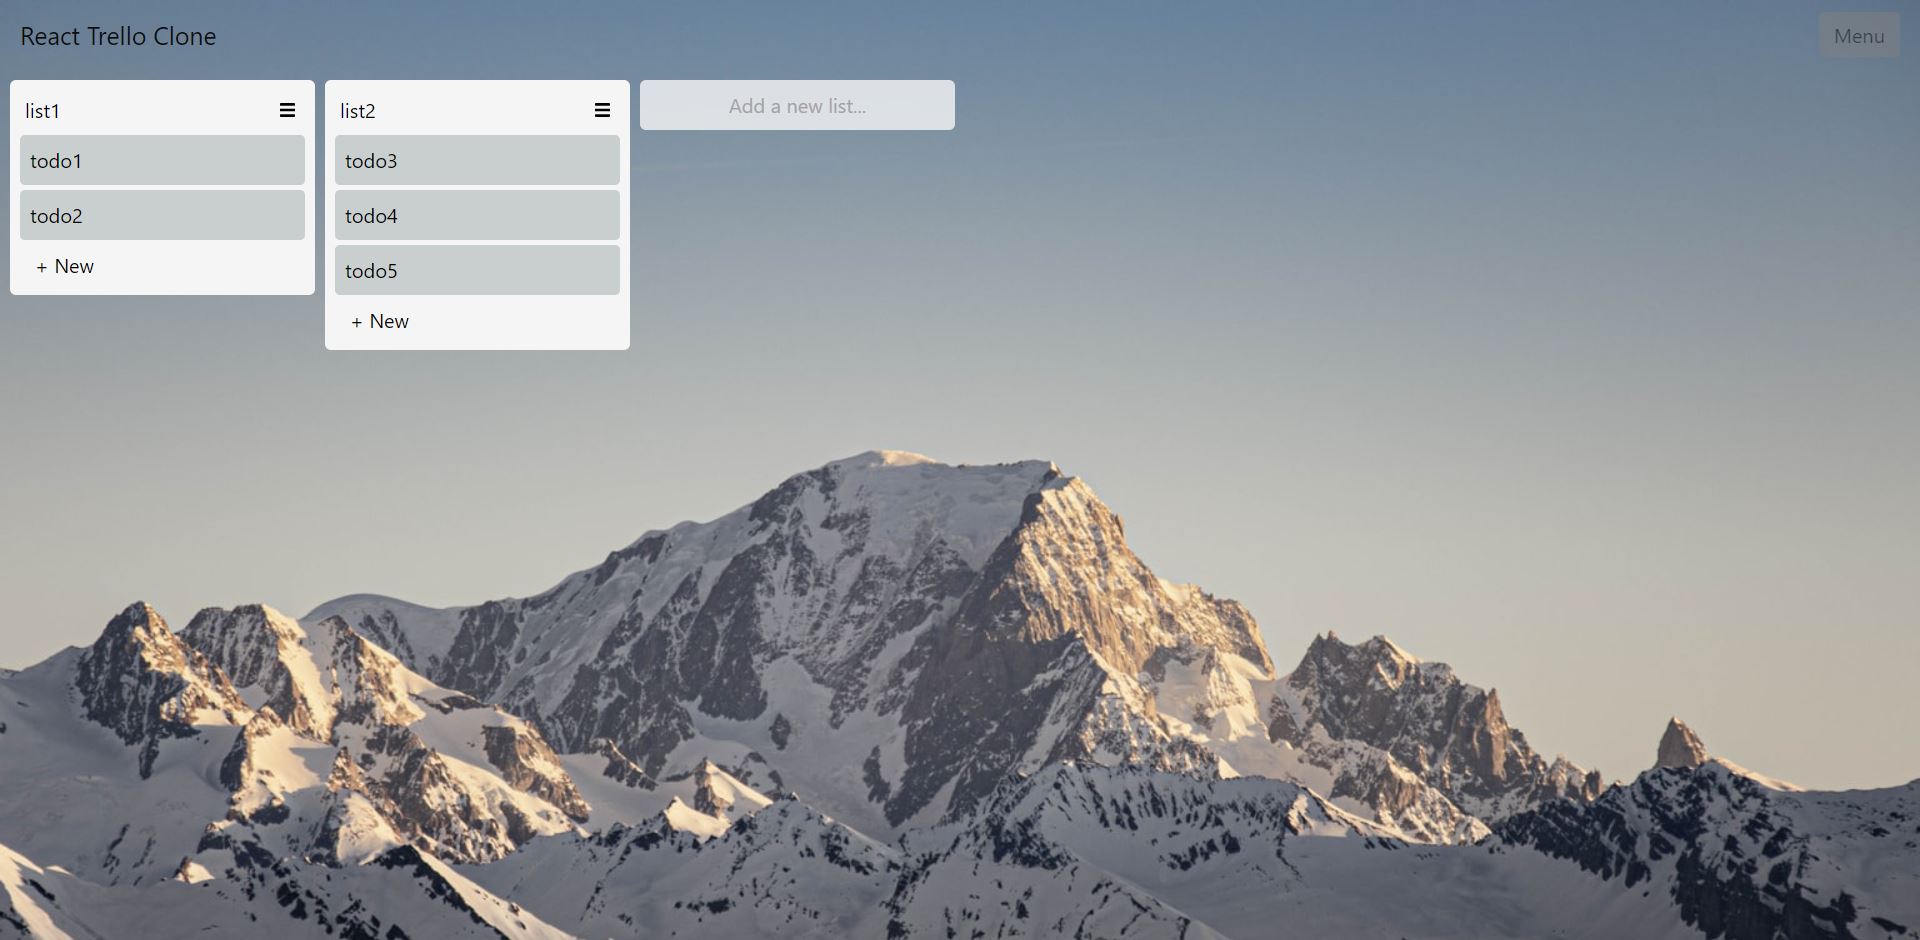 React Trello Clone
Menu
list1
todo1
todo2
+ New
list2
todo3
todo4
todo5
+ New
Add a new list...